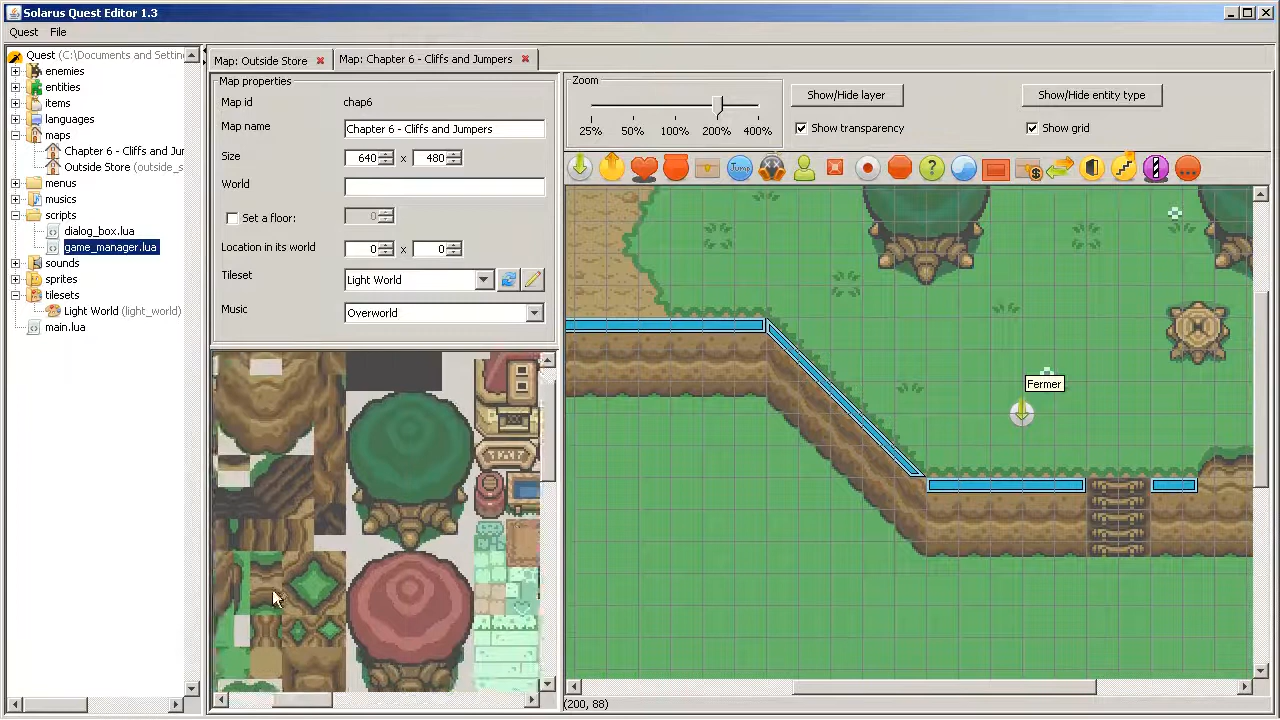 Solarus Quest Editor 1.3
Quest File
Quest (C:\Documents and Settin
enemies
entities
items
languages
maps
Chapter 6 - Cliffs and Jur
Outside Store (outside_s
menus
music
scripts
dialog_box.lua
game_manager.lua
sounds
sprites
tilesets
Light World (light_world)
main.lua
Map: Outside Store
Map: Chapter 6 - Cliffs and Jumpers
Map properties
Map id chap6
Map name Chapter 6 - Cliffs and Jumpers
Size 640 x 480
World
Set a floor: 0
Location in its world 0 x 0
Tileset Light World
Music Overworld
Zoom
25% 50% 100% 200% 400%
Show/Hide layer
Show/Hide entity type
Show transparency
Show grid
Jump
?
$
...
Fermer
(200, 88)